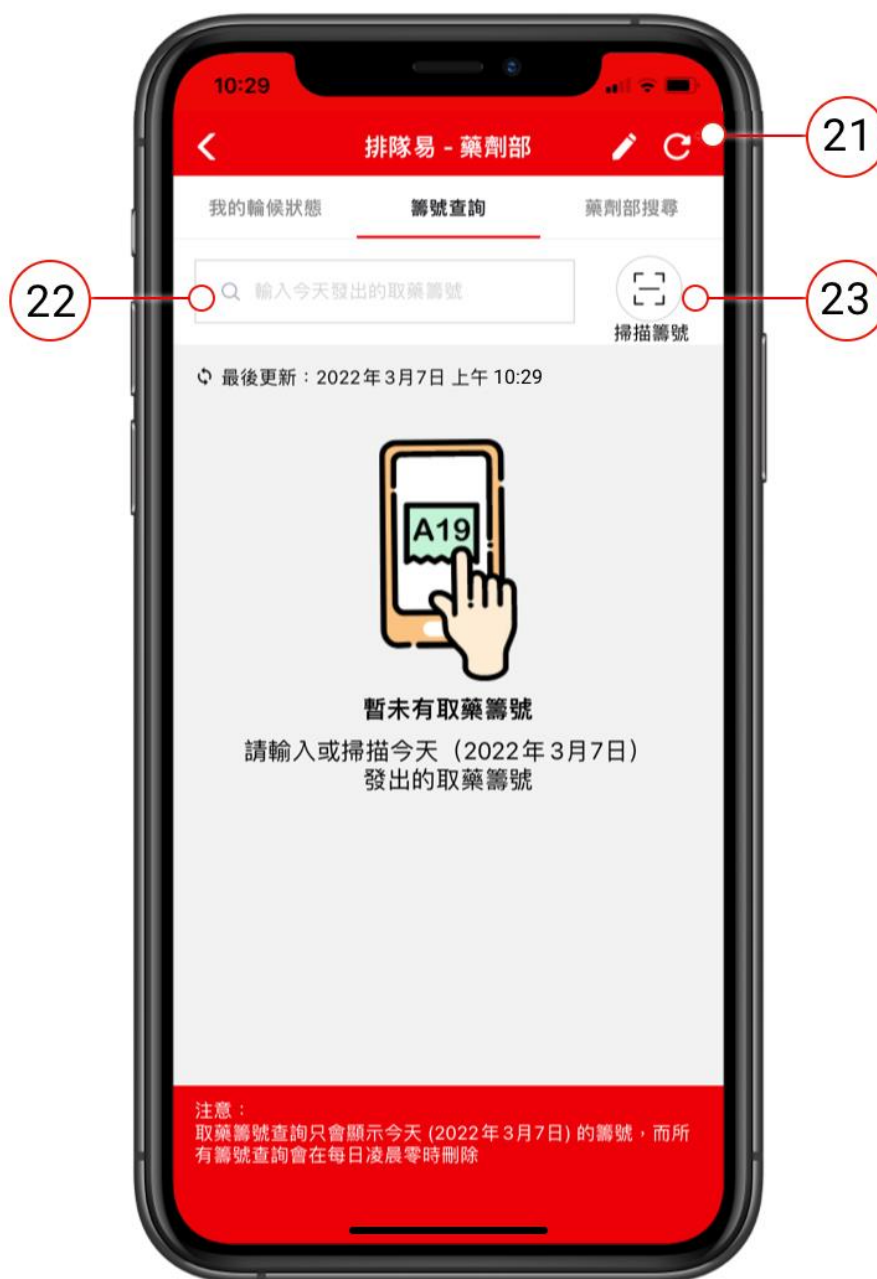 10:29
排隊易 - 藥劑部
21
我的輪候狀態
籌號查詢
藥劑部搜尋
22
輸入今天發出的取藥籌號
23
掃描籌號
最後更新：2022年3月7日 上午 10:29
A19
暫未有取藥籌號
請輸入或掃描今天（2022年3月7日）
發出的取藥籌號
注意：
取藥籌號查詢只會顯示今天 (2022年3月7日) 的籌號，而所
有籌號查詢會在每日凌晨零時刪除